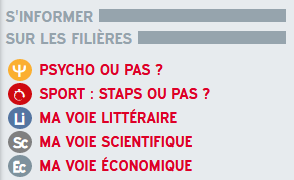 S'INFORMER
SUR LES FILIÈRES
Ψ PSYCHO OU PAS ?
SPORT : STAPS OU PAS ?
Li MA VOIE LITTÉRAIRE
Sc MA VOIE SCIENTIFIQUE
Ec MA VOIE ÉCONOMIQUE